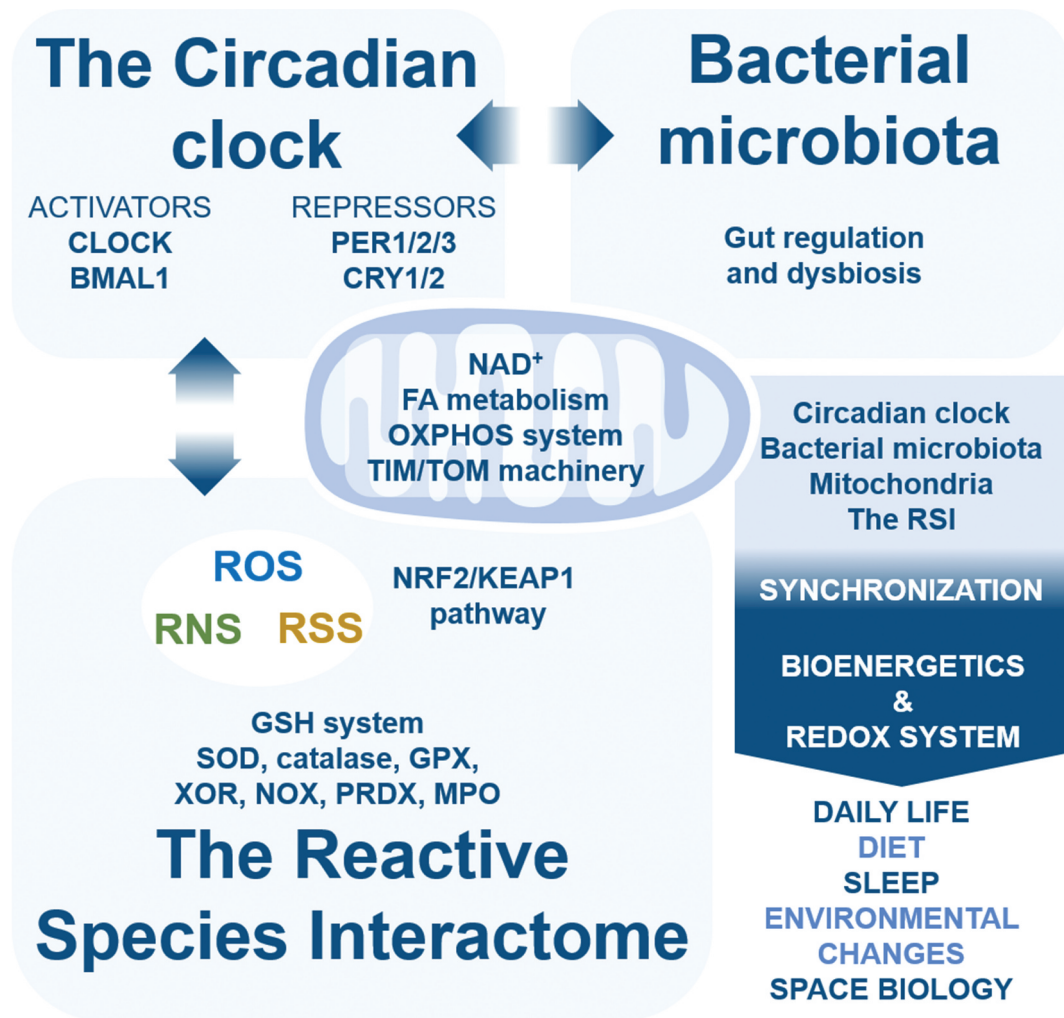 The Circadian
clock
ACTIVATORS
CLOCK
BMAL1
REPRESSORS
PER1/2/3
CRY1/2
Bacterial
microbiota
Gut regulation
and dysbiosis
NAD⁺
FA metabolism
OXPHOS system
TIM/TOM machinery
ROS
RNS RSS
NRF2/KEAP1
pathway
GSH system
SOD, catalase, GPX,
XOR, NOX, PRDX, MPO
The Reactive
Species Interactome
Circadian clock
Bacterial microbiota
Mitochondria
The RSI
SYNCHRONIZATION
BIOENERGETICS
&
REDOX SYSTEM
DAILY LIFE
DIET
SLEEP
ENVIRONMENTAL
CHANGES
SPACE BIOLOGY